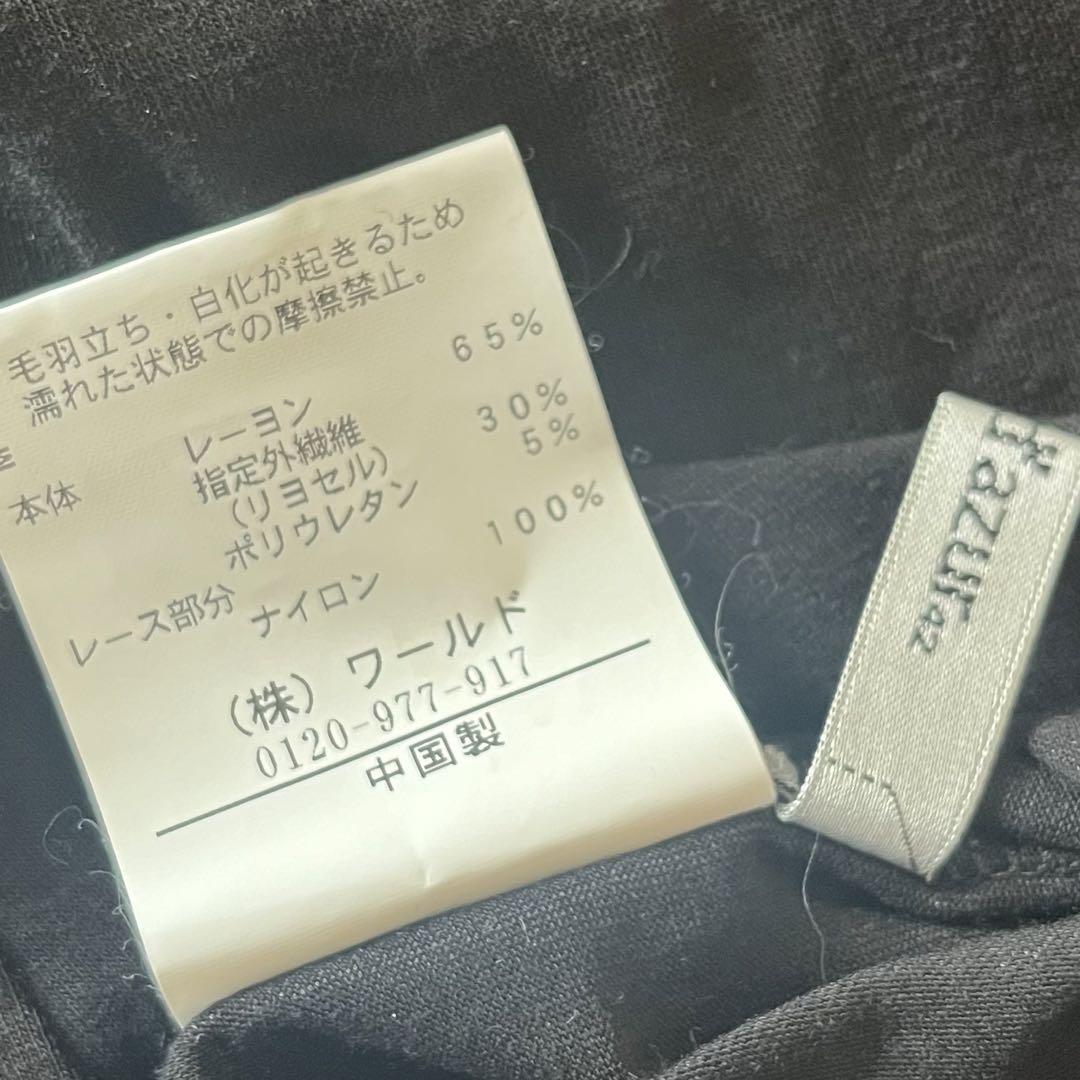 毛羽立ち・白化が起きるため
濡れた状態での摩擦禁止。
本体 レーヨン 65%
指定外繊維
(リヨセル) 30%
ポリウレタン 5%
レース部分 ナイロン 100%
(株) ワールド
0120-977-917
中国製
42